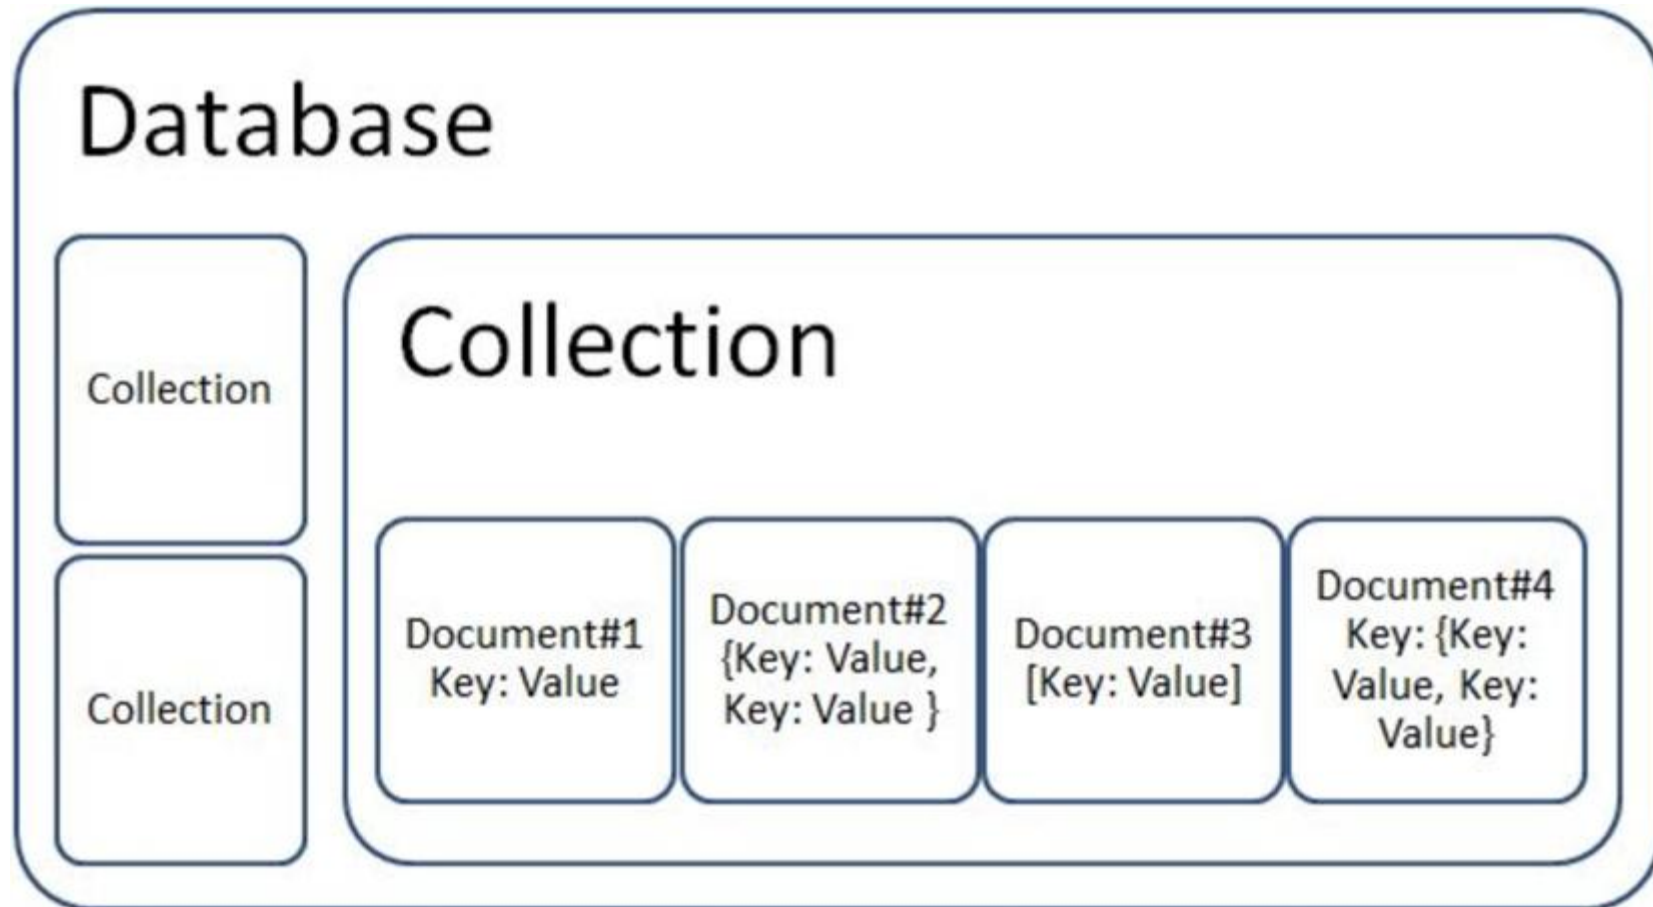 Database
Collection
Collection
Collection
Document#1
Key: Value
Document#2
{Key: Value,
Key: Value }
Document#3
[Key: Value]
Document#4
Key: {Key:
Value, Key:
Value}